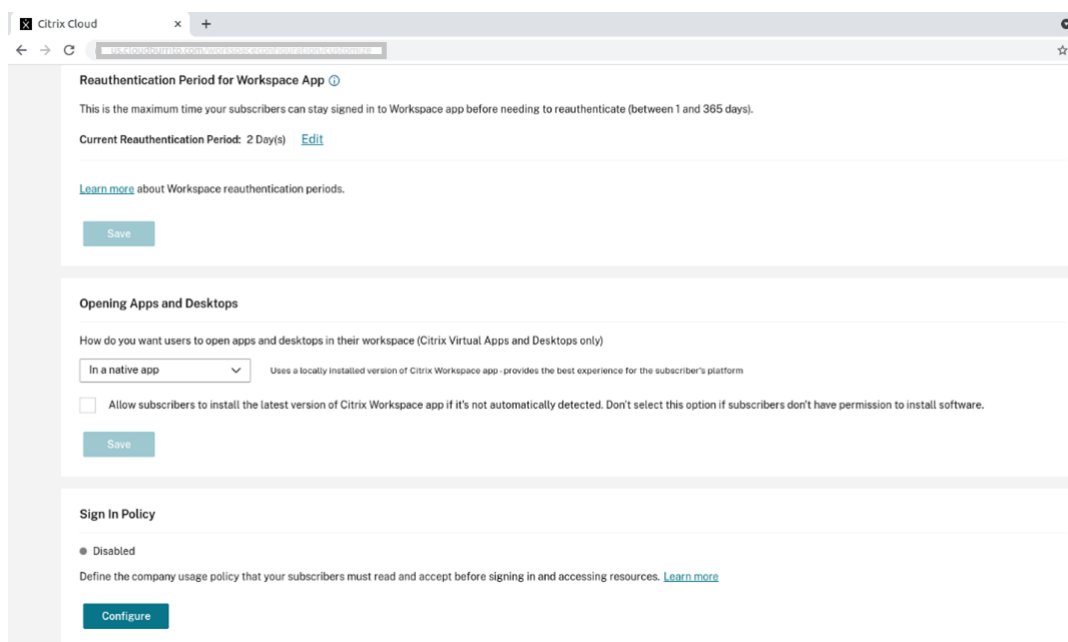 Citrix Cloud
us.cloudburrito.com/workspaceconfiguration/customize
Reauthentication Period for Workspace App
This is the maximum time your subscribers can stay signed in to Workspace app before needing to reauthenticate (between 1 and 365 days).
Current Reauthentication Period: 2 Day(s) Edit
Learn more about Workspace reauthentication periods.
Save
Opening Apps and Desktops
How do you want users to open apps and desktops in their workspace (Citrix Virtual Apps and Desktops only)
In a native app Uses a locally installed version of Citrix Workspace app - provides the best experience for the subscriber's platform
Allow subscribers to install the latest version of Citrix Workspace app if it's not automatically detected. Don't select this option if subscribers don't have permission to install software.
Save
Sign In Policy
Disabled
Define the company usage policy that your subscribers must read and accept before signing in and accessing resources. Learn more
Configure